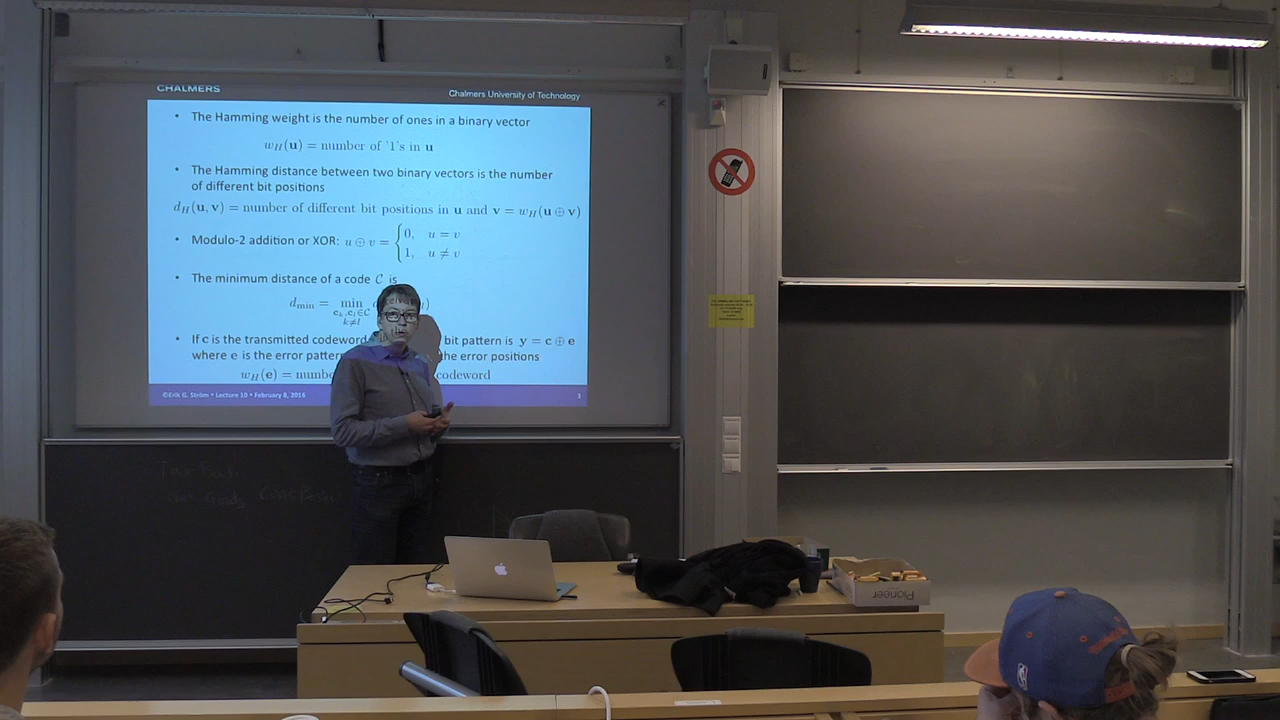 CHALMERS
Chalmers University of Technology
• The Hamming weight is the number of ones in a binary vector
w_H(u) = number of '1's in u
• The Hamming distance between two binary vectors is the number
of different bit positions
d_H(u, v) = number of different bit positions in u and v = w_H(u ⊕ v)
• Modulo-2 addition or XOR: u ⊕ v = { 0, u = v
1, u ≠ v
• The minimum distance of a code C is
d_min = min
c_k, c_l ∈ C
k≠l
• If c is the transmitted codeword bit pattern is y = c ⊕ e
where e is the error the error positions
w_H(e) = codeword
©Erik G. Ström • Lecture 10 • February 8, 2016
3
Pioneer